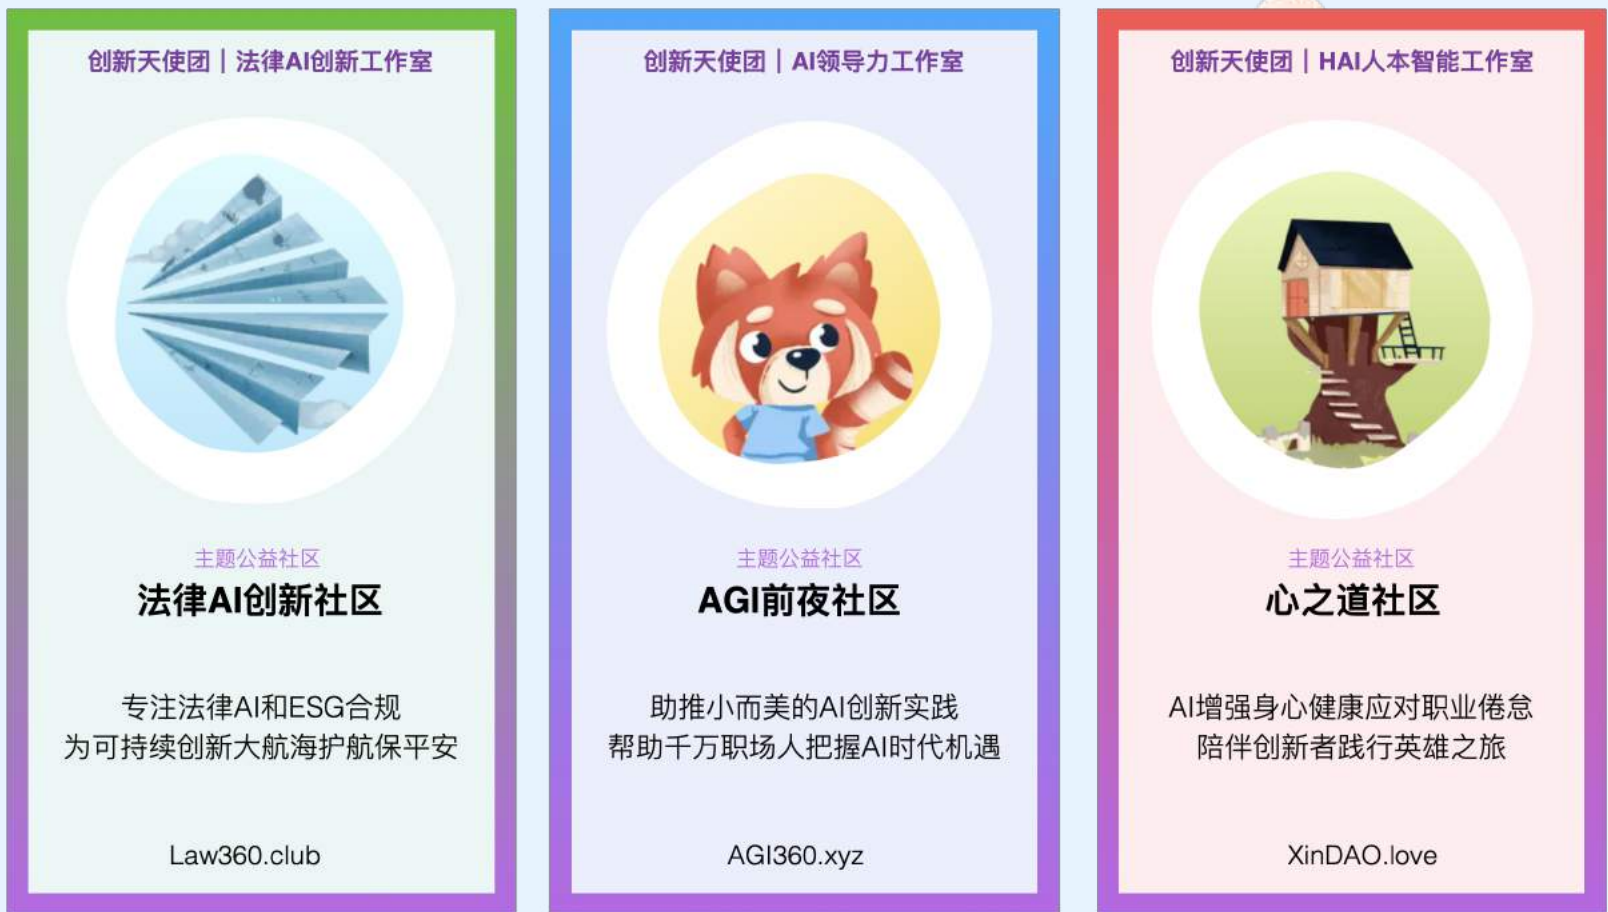 创新天使团｜法律AI创新工作室
主题公益社区
法律AI创新社区
专注法律AI和ESG合规
为可持续创新大航海护航保平安
Law360.club
创新天使团｜AI领导力工作室
主题公益社区
AGI前夜社区
助推小而美的AI创新实践
帮助千万职场人把握AI时代机遇
AGI360.xyz
创新天使团｜HAI人本智能工作室
主题公益社区
心之道社区
AI增强身心健康应对职业倦怠
陪伴创新者践行英雄之旅
XinDAO.love